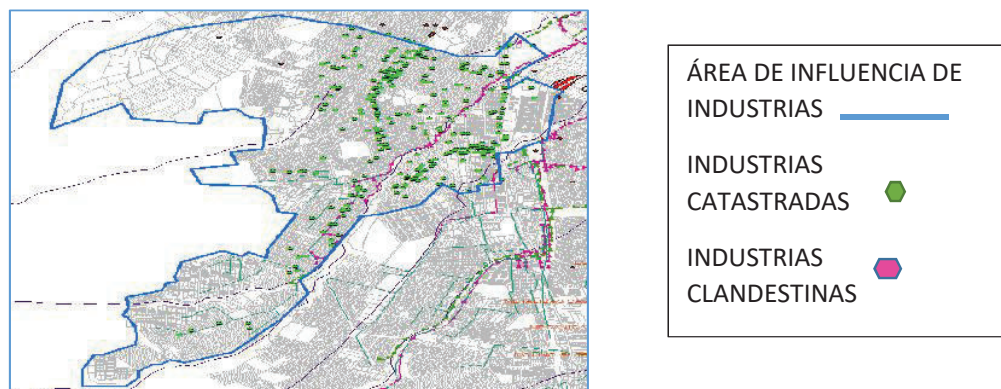 ÁREA DE INFLUENCIA DE
INDUSTRIAS
INDUSTRIAS
CATASTRADAS
INDUSTRIAS
CLANDESTINAS